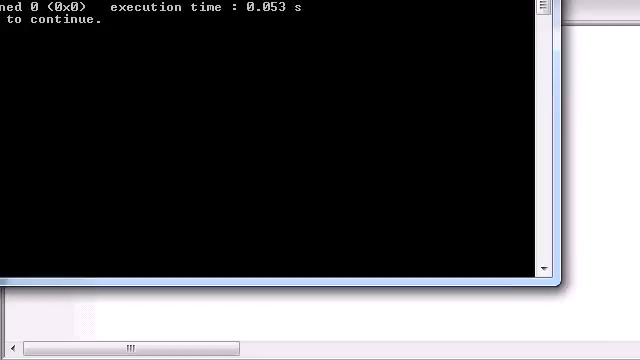 ned 0 (0x0)   execution time : 0.053 s
to continue.